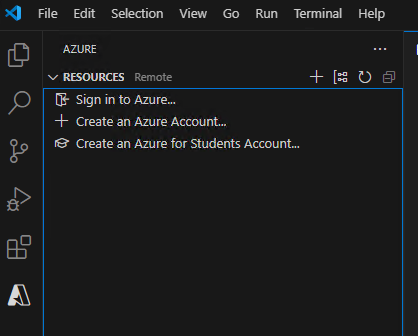 File Edit Selection View Go Run Terminal Help
AZURE
RESOURCES Remote
Sign in to Azure...
Create an Azure Account...
Create an Azure for Students Account...